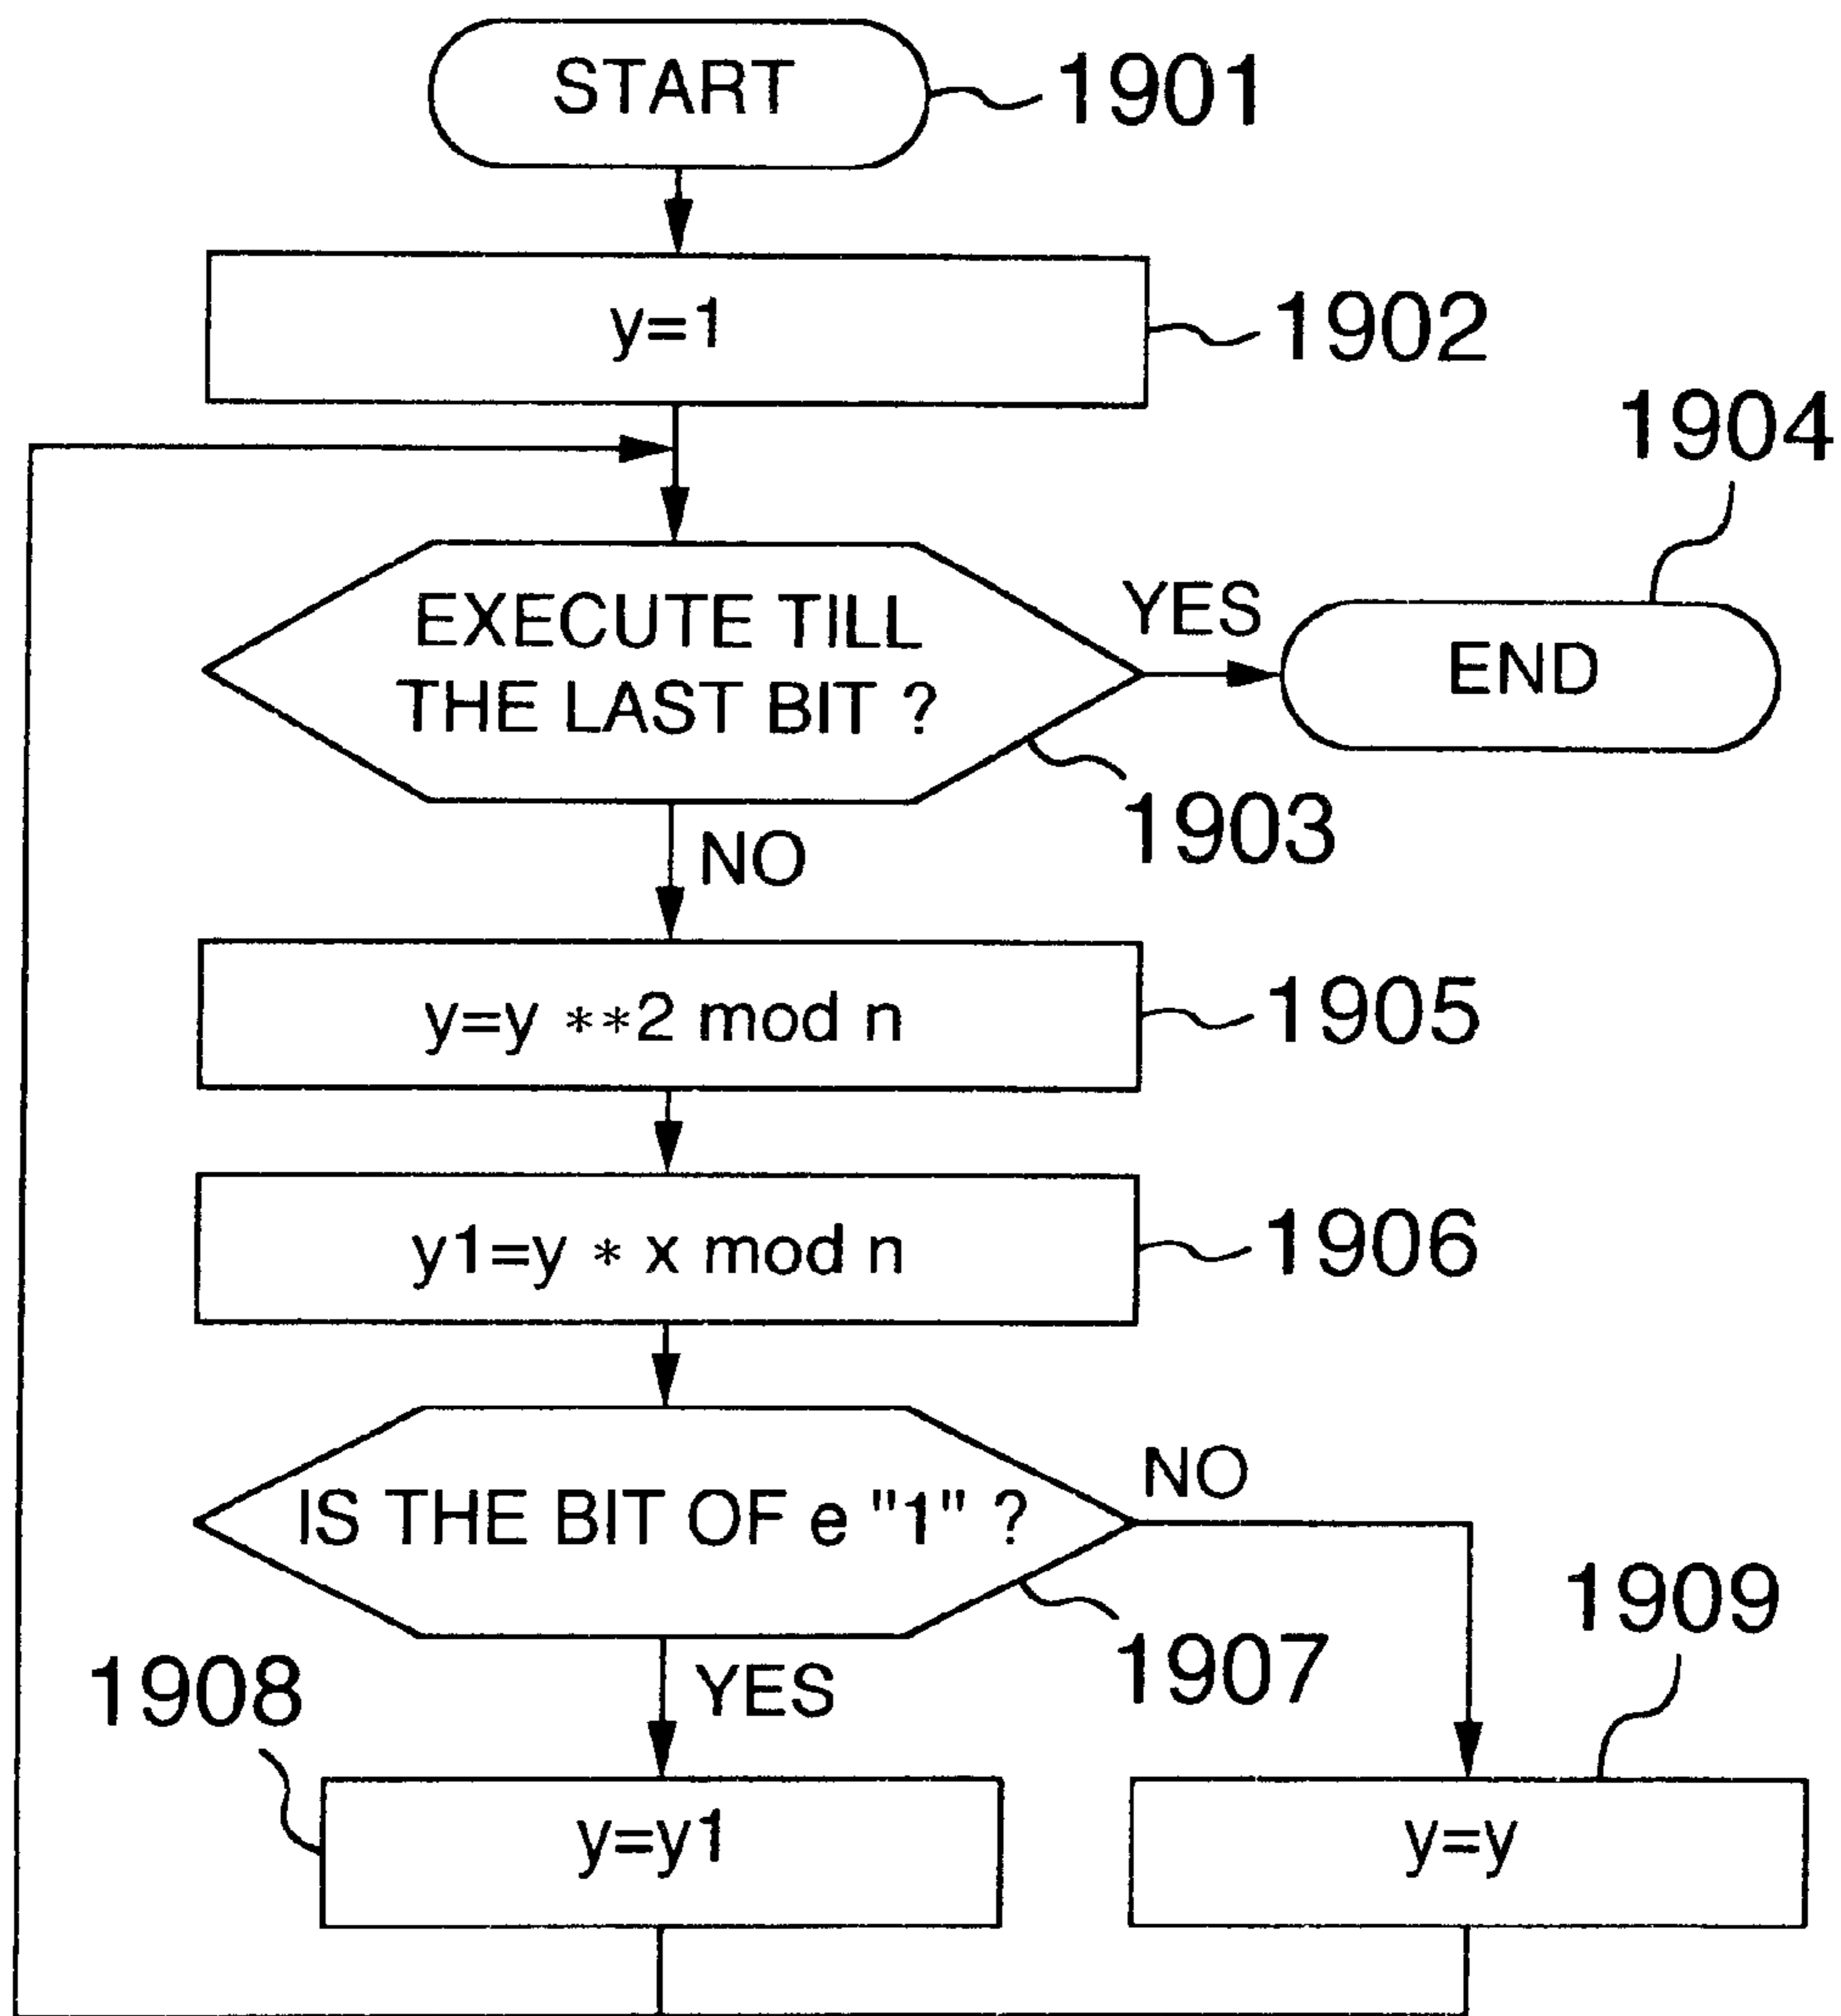 START
1901
y=1
1902
1904
EXECUTE TILL
THE LAST BIT ?
YES
END
1903
NO
y=y **2 mod n
1905
y1=y * x mod n
1906
IS THE BIT OF e "1" ?
NO
1909
1907
1908
YES
y=y1
y=y